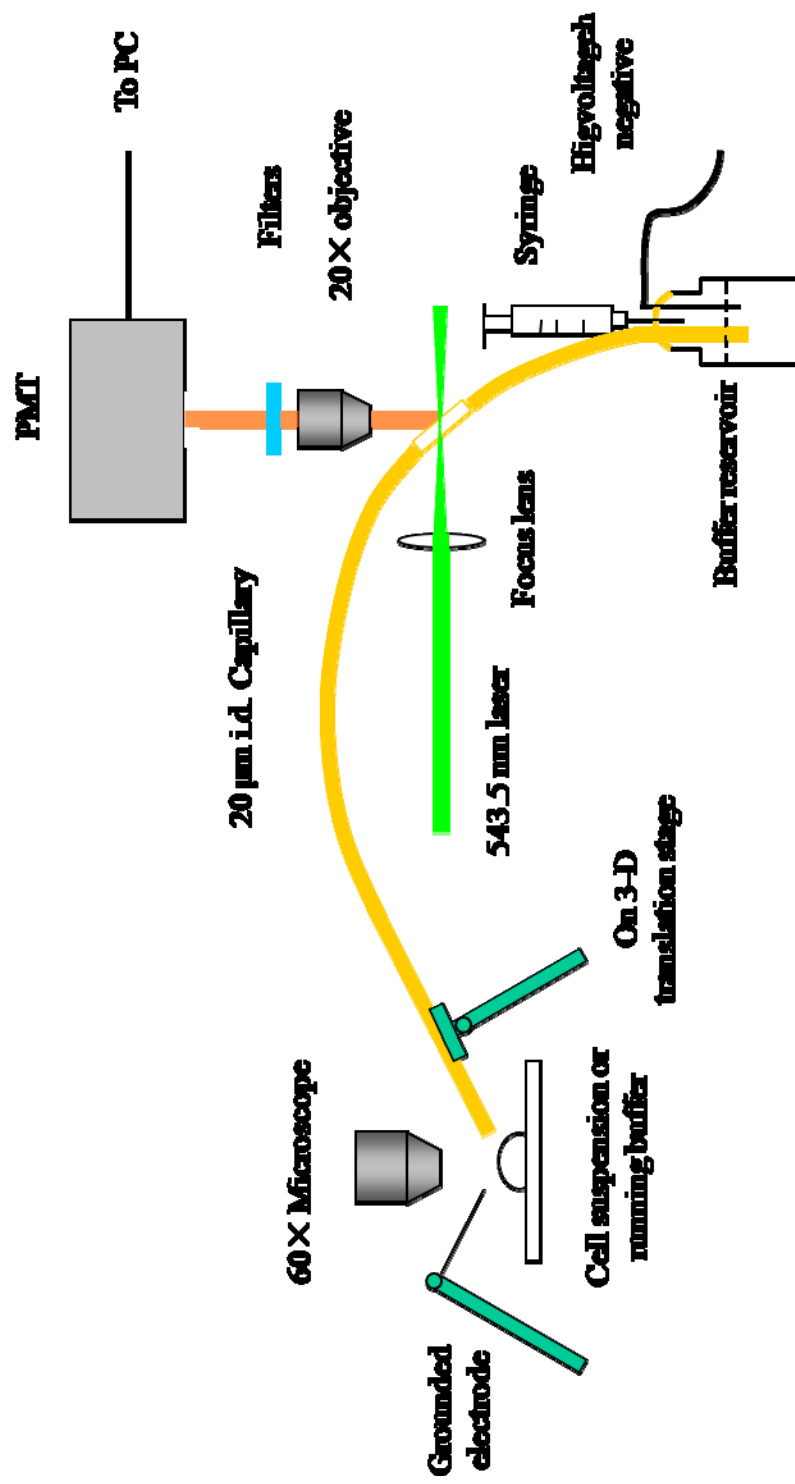 PMT
To PC
Filters
20× objective
20 μm i.d. Capillary
Syringe
Higvoltageh
negative
60× Microscope
543.5 nm laser
Focus lens
Buffer reservoir
Grounded
electrode
Cell suspension or
running buffer
On 3-D
translation stage